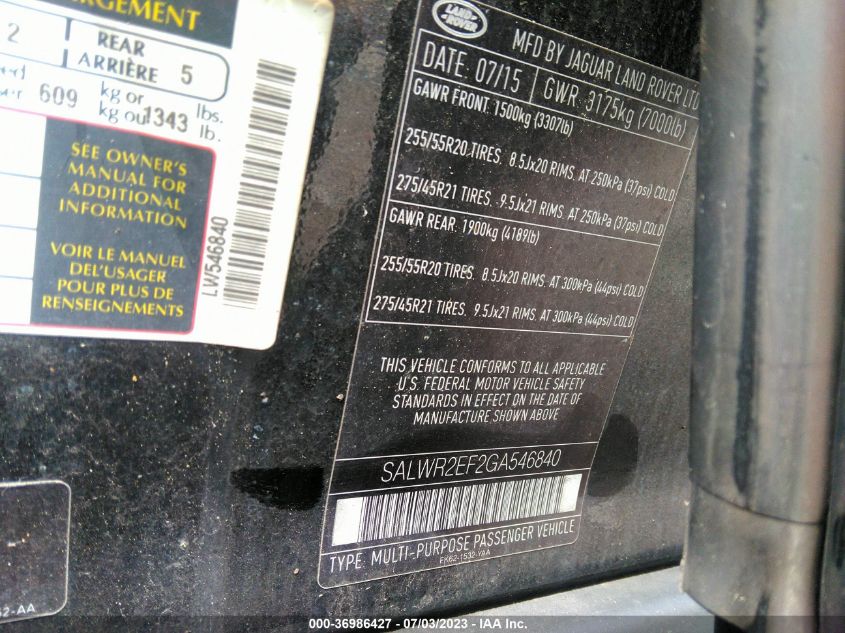 RGEMENT
2
REAR
ARRIÈRE 5
609 kg or 1343 lbs.
kg ou lb.
SEE OWNER'S
MANUAL FOR
ADDITIONAL
INFORMATION
VOIR LE MANUEL
DEL'USAGER
POUR PLUS DE
RENSEIGNEMENTS
LW546840
LAND
ROVER
MFD BY JAGUAR LAND ROVER LTD
DATE: 07/15
GWR: 3175kg (7000lb)
GAWR FRONT: 1500kg (3307lb)
255/55R20 TIRES. 8.5Jx20 RIMS. AT 250kPa (37psi) COLD
275/45R21 TIRES. 9.5Jx21 RIMS. AT 250kPa (37psi) COLD
GAWR REAR: 1900kg (4189lb)
255/55R20 TIRES. 8.5Jx20 RIMS. AT 300kPa (44psi) COLD
275/45R21 TIRES. 9.5Jx21 RIMS. AT 300kPa (44psi) COLD
THIS VEHICLE CONFORMS TO ALL APPLICABLE
U.S. FEDERAL MOTOR VEHICLE SAFETY
STANDARDS IN EFFECT ON THE DATE OF
MANUFACTURE SHOWN ABOVE
SALWR2EF2GA546840
TYPE: MULTI-PURPOSE PASSENGER VEHICLE
62-AA
000-36986427 - 07/03/2023 - IAA Inc.